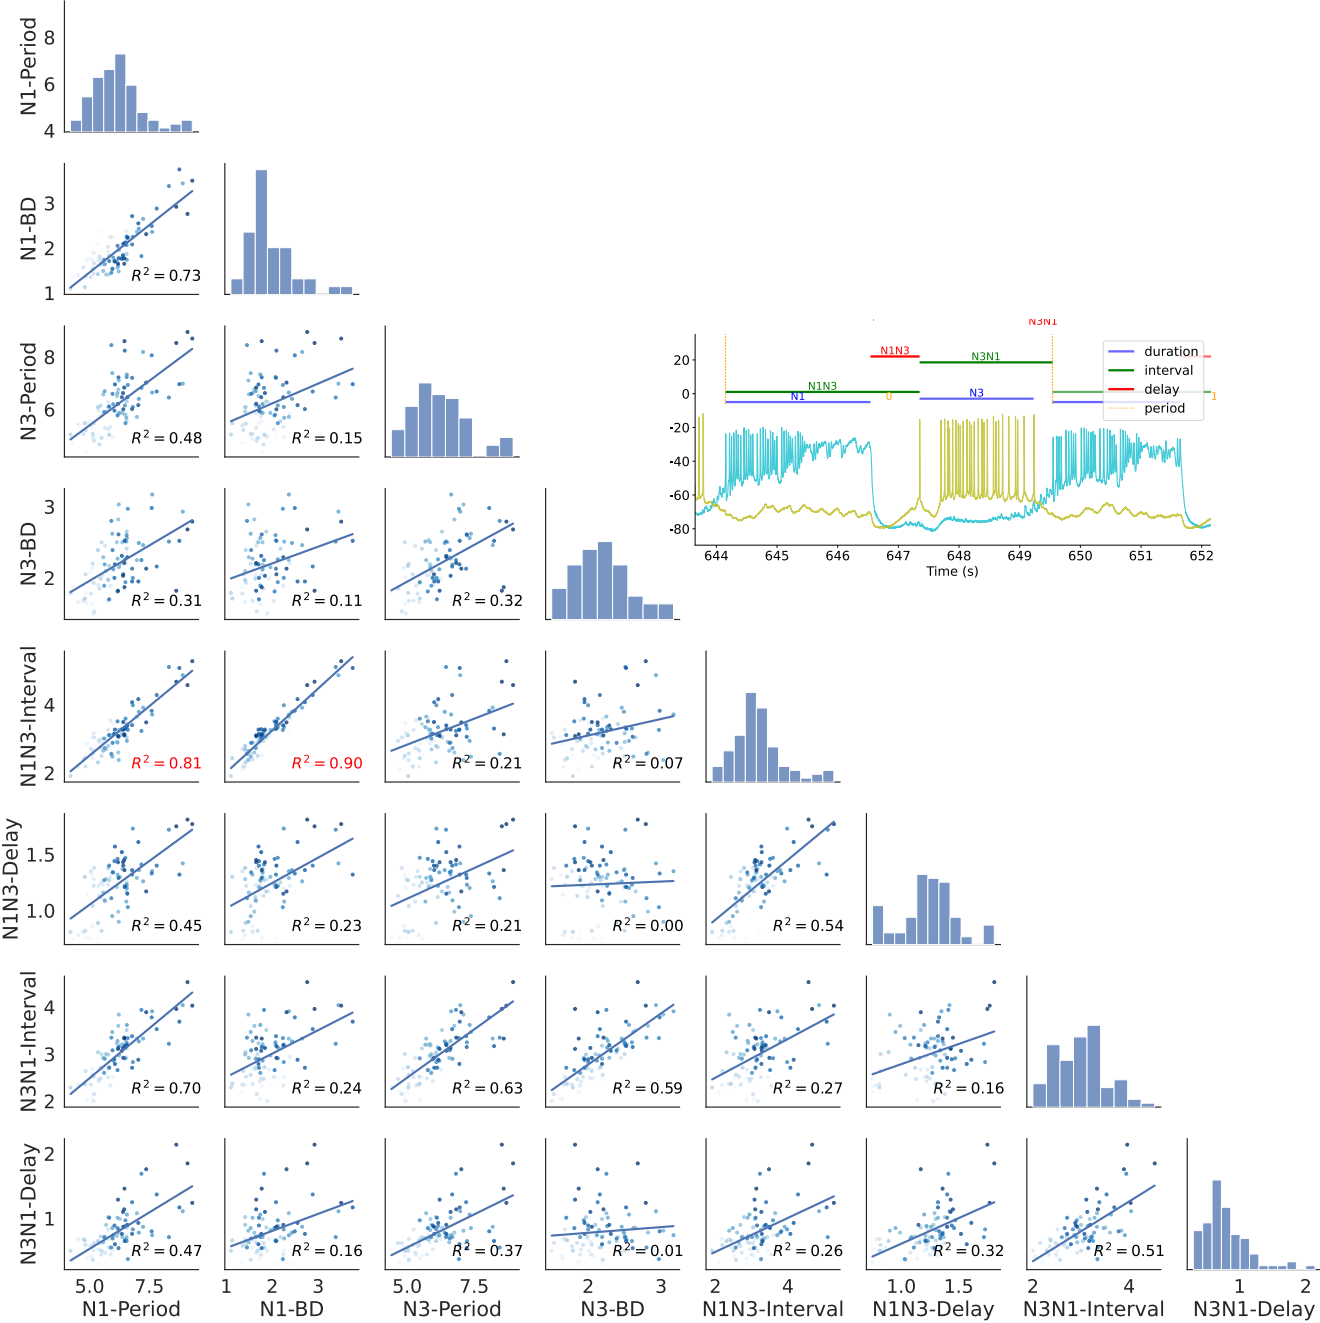 N1-Period
8
6
4
N1-BD
3
2
1
R² = 0.73
N3-Period
8
6
R² = 0.48
R² = 0.15
N3N1
N1N3
N3N1
N1N3
N1
0
N3
1
duration
interval
delay
period
20
0
-20
-40
-60
-80
644 645 646 647 648 649 650 651 652
Time (s)
N3-BD
3
2
R² = 0.31
R² = 0.11
R² = 0.32
N1N3-Interval
4
2
R² = 0.81
R² = 0.90
R² = 0.21
R² = 0.07
N1N3-Delay
1.5
1.0
R² = 0.45
R² = 0.23
R² = 0.21
R² = 0.00
R² = 0.54
N3N1-Interval
4
3
2
R² = 0.70
R² = 0.24
R² = 0.63
R² = 0.59
R² = 0.27
R² = 0.16
N3N1-Delay
2
1
R² = 0.47
R² = 0.16
R² = 0.37
R² = 0.01
R² = 0.26
R² = 0.32
R² = 0.51
5.0 7.5 1 2 3 5.0 7.5 2 3 2 4 1.0 1.5 2 4 1 2
N1-Period N1-BD N3-Period N3-BD N1N3-Interval N1N3-Delay N3N1-Interval N3N1-Delay